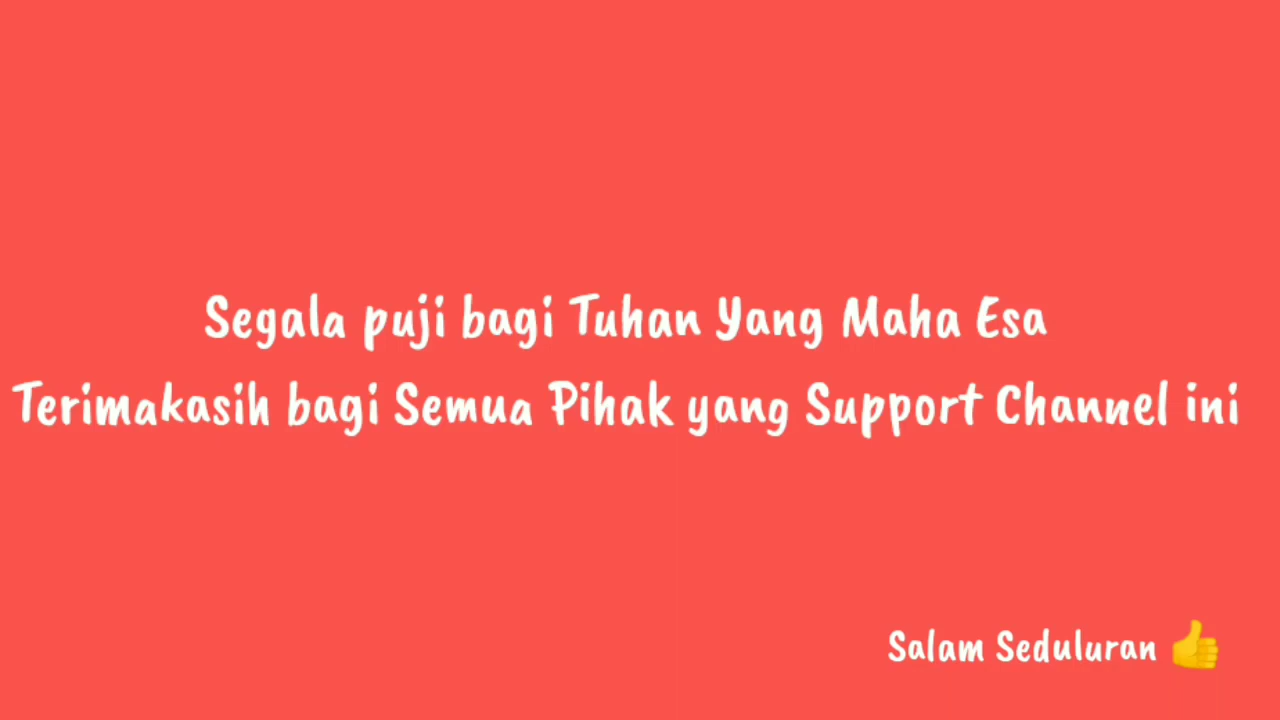 Segala puji bagi Tuhan Yang Maha Esa
Terimakasih bagi Semua Pihak yang Support Channel ini
Salam Seduluran 👍